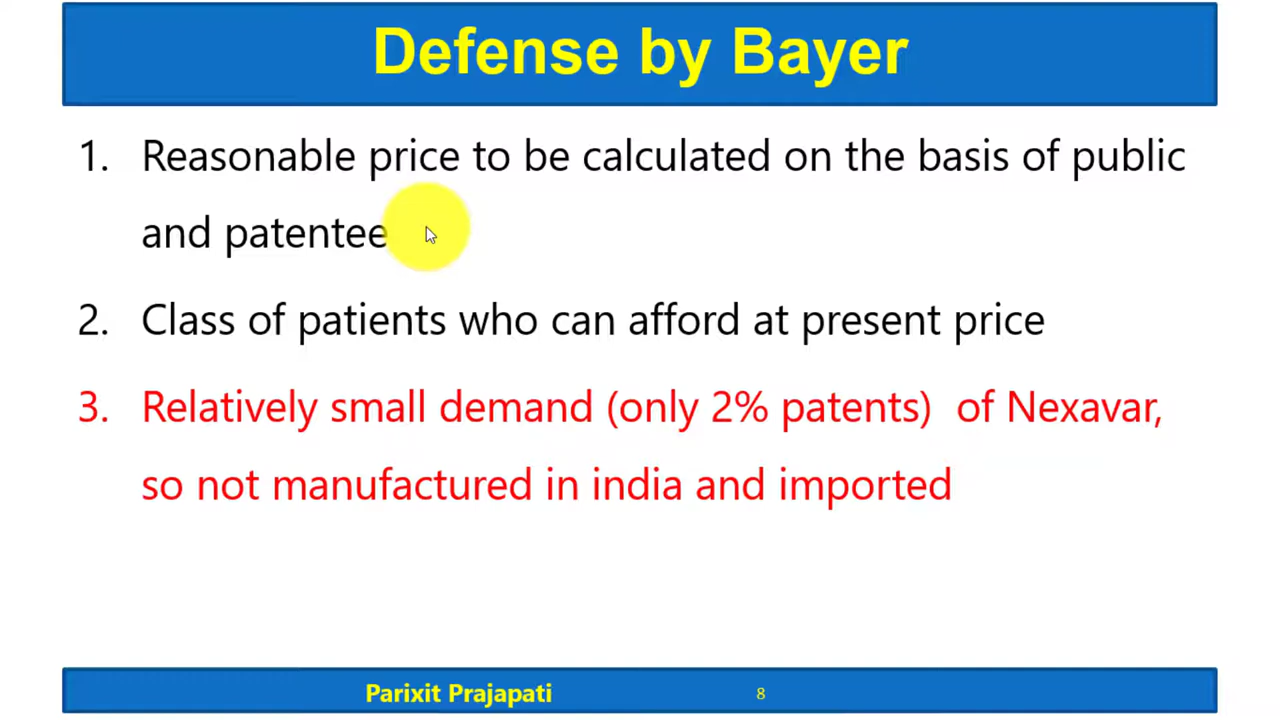 Defense by Bayer
1. Reasonable price to be calculated on the basis of public
and patentee
2. Class of patients who can afford at present price
3. Relatively small demand (only 2% patents) of Nexavar,
so not manufactured in india and imported
Parixit Prajapati 8